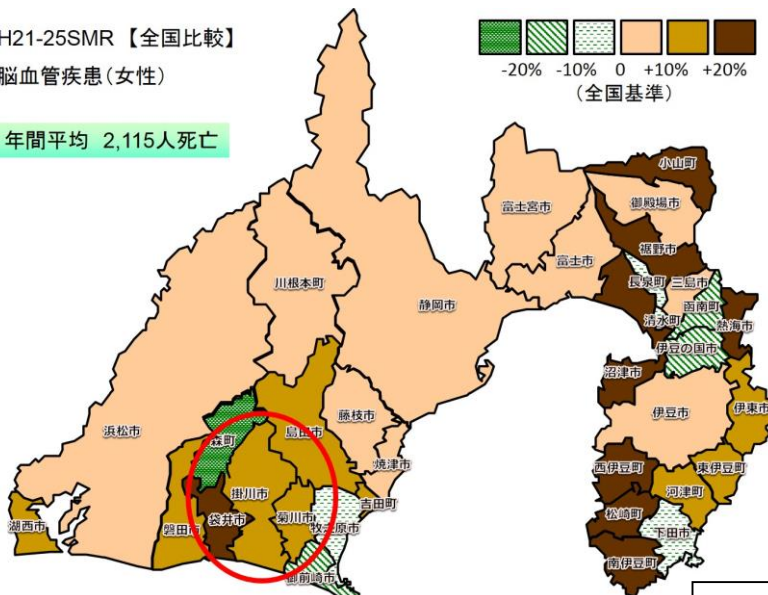 H21-25SMR 【全国比較】
脳血管疾患(女性)
年間平均 2,115人死亡
-20% -10% 0 +10% +20%
(全国基準)
小山町
富士宮市
御殿場市
裾野市
富士市
長泉町
三島市
川根本町
函南町
静岡市
清水町
熱海市
伊豆の国市
沼津市
伊東市
伊豆市
藤枝市
島田市
浜松市
森町
焼津市
西伊豆町
東伊豆町
掛川市
河津町
吉田町
菊川市
袋井市
松崎町
湖西市
磐田市
牧之原市
下田市
南伊豆町
御前崎市